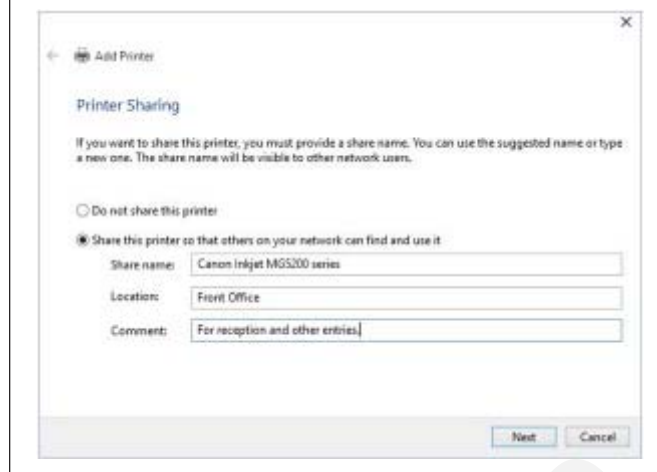 Add Printer
Printer Sharing
If you want to share this printer, you must provide a share name. You can use the suggested name or type
a new one. The share name will be visible to other network users.
Do not share this printer
Share this printer so that others on your network can find and use it
Share name: Canon Inkjet MG5200 series
Location: Front Office
Comment: For reception and other entries.
Next Cancel